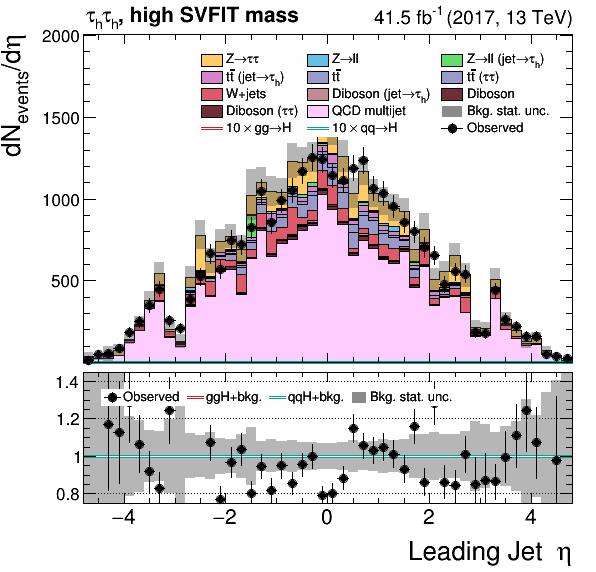 τhτh, high SVFIT mass 41.5 fb⁻¹ (2017, 13 TeV)
dNevents/dη
2000
1500
1000
500
Z→ττ Z→ll Z→ll (jet→τh)
tt̄ (jet→τh) tt̄ tt̄ (ττ)
W+jets Diboson (jet→τh) Diboson
Diboson (ττ) QCD multijet Bkg. stat. unc.
10 × gg→H 10 × qq→H Observed
1.4
1.2
1
0.8
Observed ggH+bkg. qqH+bkg. Bkg. stat. unc.
−4 −2 0 2 4
Leading Jet η